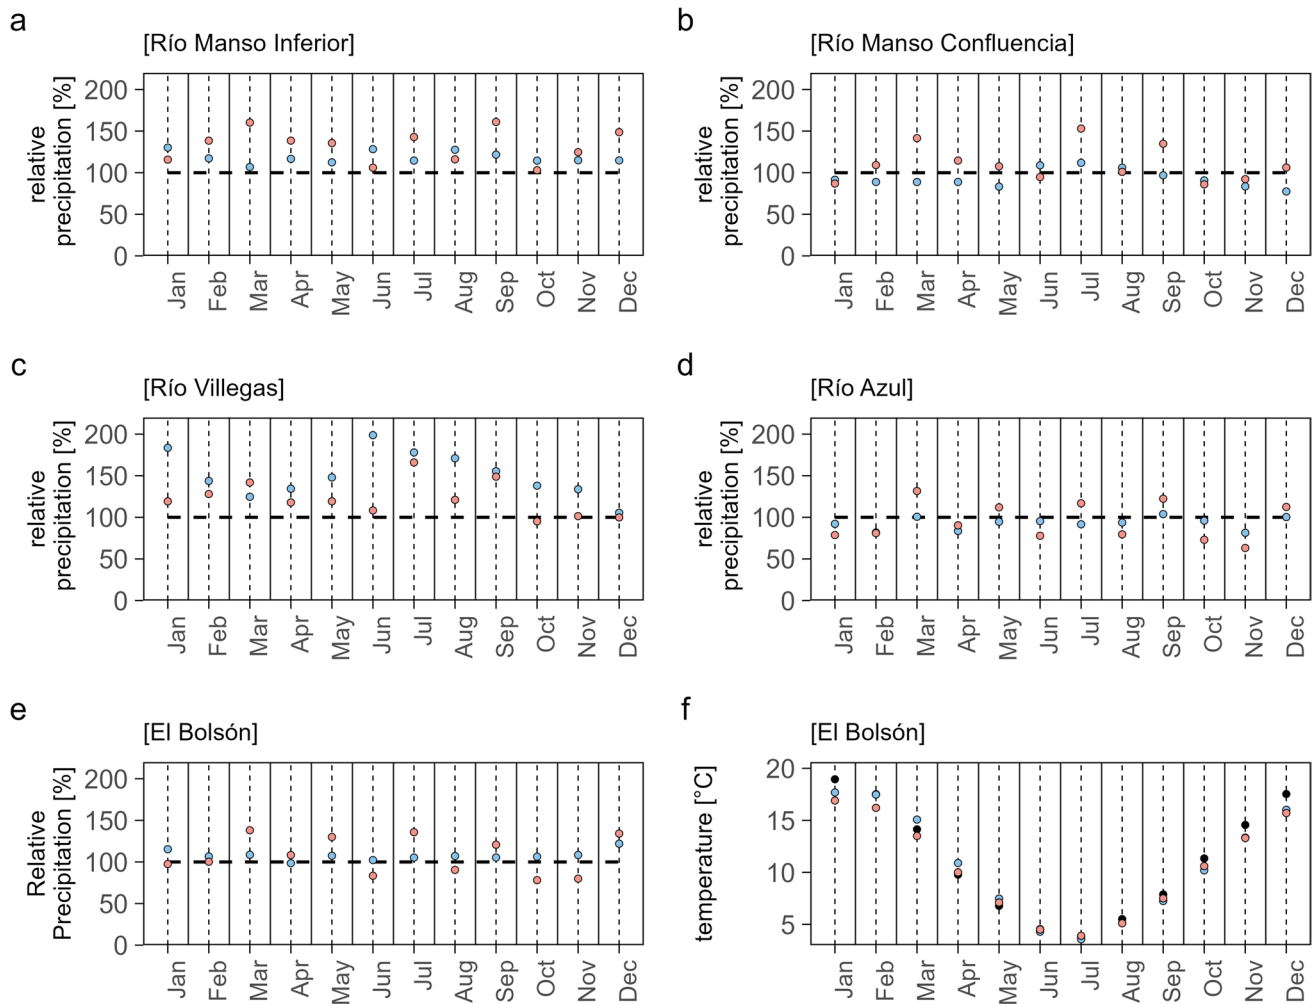 a
[Río Manso Inferior]
relative
precipitation [%]
200
150
100
50
0
Jan Feb Mar Apr May Jun Jul Aug Sep Oct Nov Dec
b
[Río Manso Confluencia]
relative
precipitation [%]
200
150
100
50
0
Jan Feb Mar Apr May Jun Jul Aug Sep Oct Nov Dec
c
[Río Villegas]
relative
precipitation [%]
200
150
100
50
0
Jan Feb Mar Apr May Jun Jul Aug Sep Oct Nov Dec
d
[Río Azul]
relative
precipitation [%]
200
150
100
50
0
Jan Feb Mar Apr May Jun Jul Aug Sep Oct Nov Dec
e
[El Bolsón]
Relative
Precipitation [%]
200
150
100
50
0
Jan Feb Mar Apr May Jun Jul Aug Sep Oct Nov Dec
f
[El Bolsón]
temperature [°C]
20
15
10
5
Jan Feb Mar Apr May Jun Jul Aug Sep Oct Nov Dec